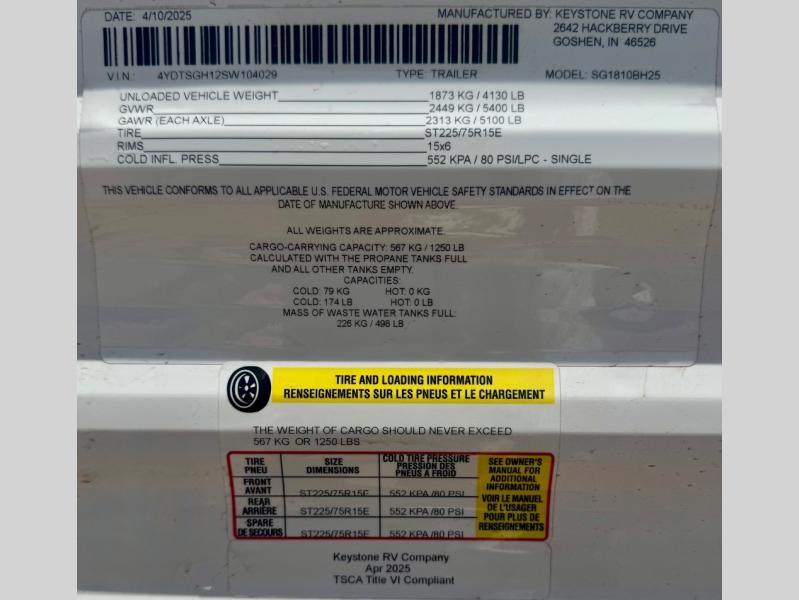 DATE: 4/10/2025 MANUFACTURED BY: KEYSTONE RV COMPANY
2642 HACKBERRY DRIVE
GOSHEN, IN 46526
V.I.N: 4YDTSGH12SW104029 TYPE: TRAILER MODEL: SG1810BH25
UNLOADED VEHICLE WEIGHT 1873 KG / 4130 LB
GVWR 2449 KG / 5400 LB
GAWR (EACH AXLE) 2313 KG / 5100 LB
TIRE ST225/75R15E
RIMS 15x6
COLD INFL. PRESS 552 KPA / 80 PSI/LPC - SINGLE
THIS VEHICLE CONFORMS TO ALL APPLICABLE U.S. FEDERAL MOTOR VEHICLE SAFETY STANDARDS IN EFFECT ON THE
DATE OF MANUFACTURE SHOWN ABOVE.
ALL WEIGHTS ARE APPROXIMATE.
CARGO-CARRYING CAPACITY: 567 KG / 1250 LB
CALCULATED WITH THE PROPANE TANKS FULL
AND ALL OTHER TANKS EMPTY.
CAPACITIES:
COLD: 79 KG HOT: 0 KG
COLD: 174 LB HOT: 0 LB
MASS OF WASTE WATER TANKS FULL:
226 KG / 498 LB
TIRE AND LOADING INFORMATION
RENSEIGNEMENTS SUR LES PNEUS ET LE CHARGEMENT
THE WEIGHT OF CARGO SHOULD NEVER EXCEED
567 KG OR 1250 LBS
TIRE
PNEU
SIZE
DIMENSIONS
COLD TIRE PRESSURE
PRESSION DES
PNEUS A FROID
SEE OWNER'S
MANUAL FOR
ADDITIONAL
INFORMATION
VOIR LE MANUEL
DE L'USAGER
POUR PLUS DE
RENSEIGNEMENTS
FRONT
AVANT
ST225/75R15E 552 KPA /80 PSI
REAR
ARRIÈRE
ST225/75R15E 552 KPA /80 PSI
SPARE
DE SECOURS
ST225/75R15E 552 KPA /80 PSI
Keystone RV Company
Apr 2025
TSCA Title VI Compliant